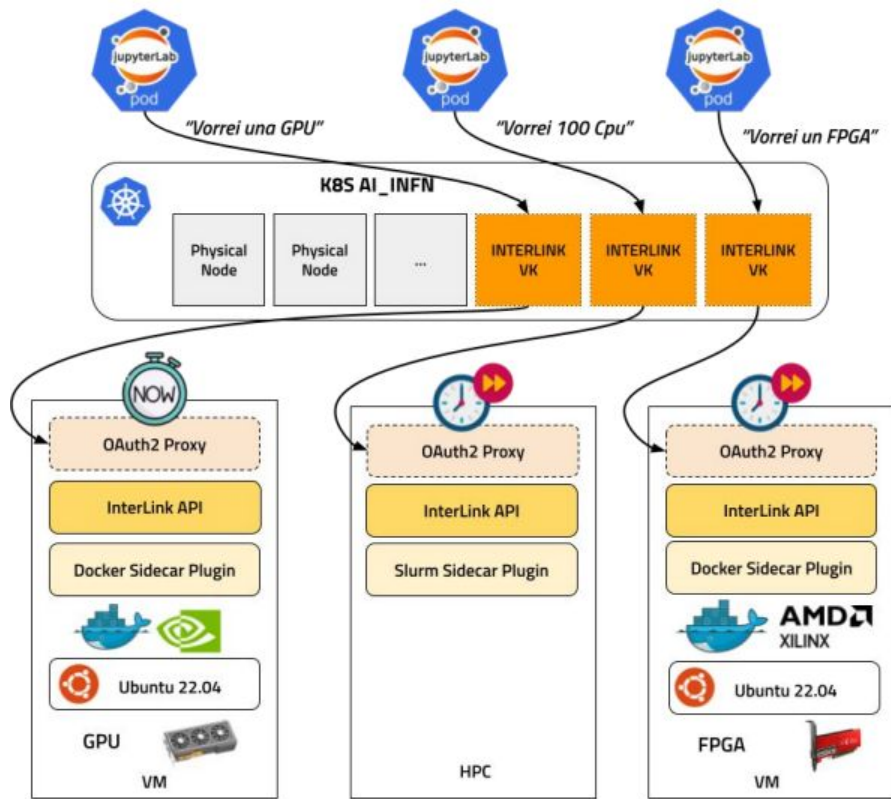 jupyterLab
pod
jupyterLab
pod
jupyterLab
pod
“Vorrei una GPU”
“Vorrei 100 Cpu”
“Vorrei un FPGA”
K8S AI_INFN
Physical
Node
Physical
Node
...
INTERLINK
VK
INTERLINK
VK
INTERLINK
VK
NOW
OAuth2 Proxy
InterLink API
Docker Sidecar Plugin
Ubuntu 22.04
GPU
VM
OAuth2 Proxy
InterLink API
Slurm Sidecar Plugin
HPC
OAuth2 Proxy
InterLink API
Docker Sidecar Plugin
AMD
XILINX
Ubuntu 22.04
FPGA
VM